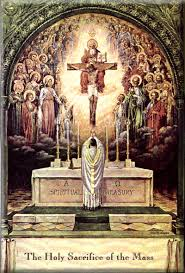 Α Ω
SPIRITUAL TREASURY
The Holy Sacrifice of the Mass